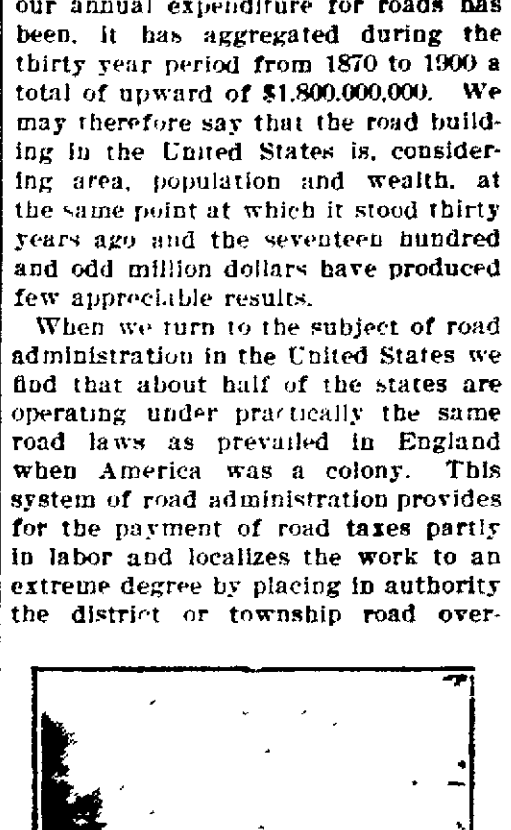 our annual expenditure for roads has
been, it has aggregated during the
thirty year period from 1870 to 1900 a
total of upward of $1,800,000,000. We
may therefore say that the road build-
ing in the United States is, consider-
ing area, population and wealth, at
the same point at which it stood thirty
years ago and the seventeen hundred
and odd million dollars have produced
few appreciable results.
When we turn to the subject of road
administration in the United States we
find that about half of the states are
operating under practically the same
road laws as prevailed in England
when America was a colony. This
system of road administration provides
for the payment of road taxes partly
in labor and localizes the work to an
extreme degree by placing in authority
the district or township road over-